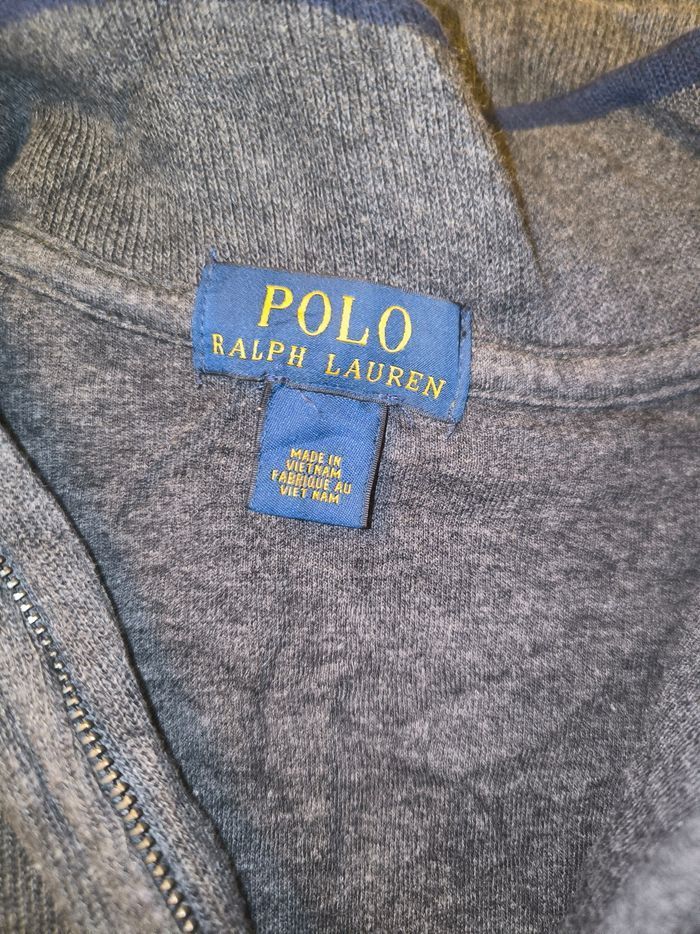 POLO
RALPH LAUREN
MADE IN
VIETNAM
FABRIQUE AU
VIET NAM